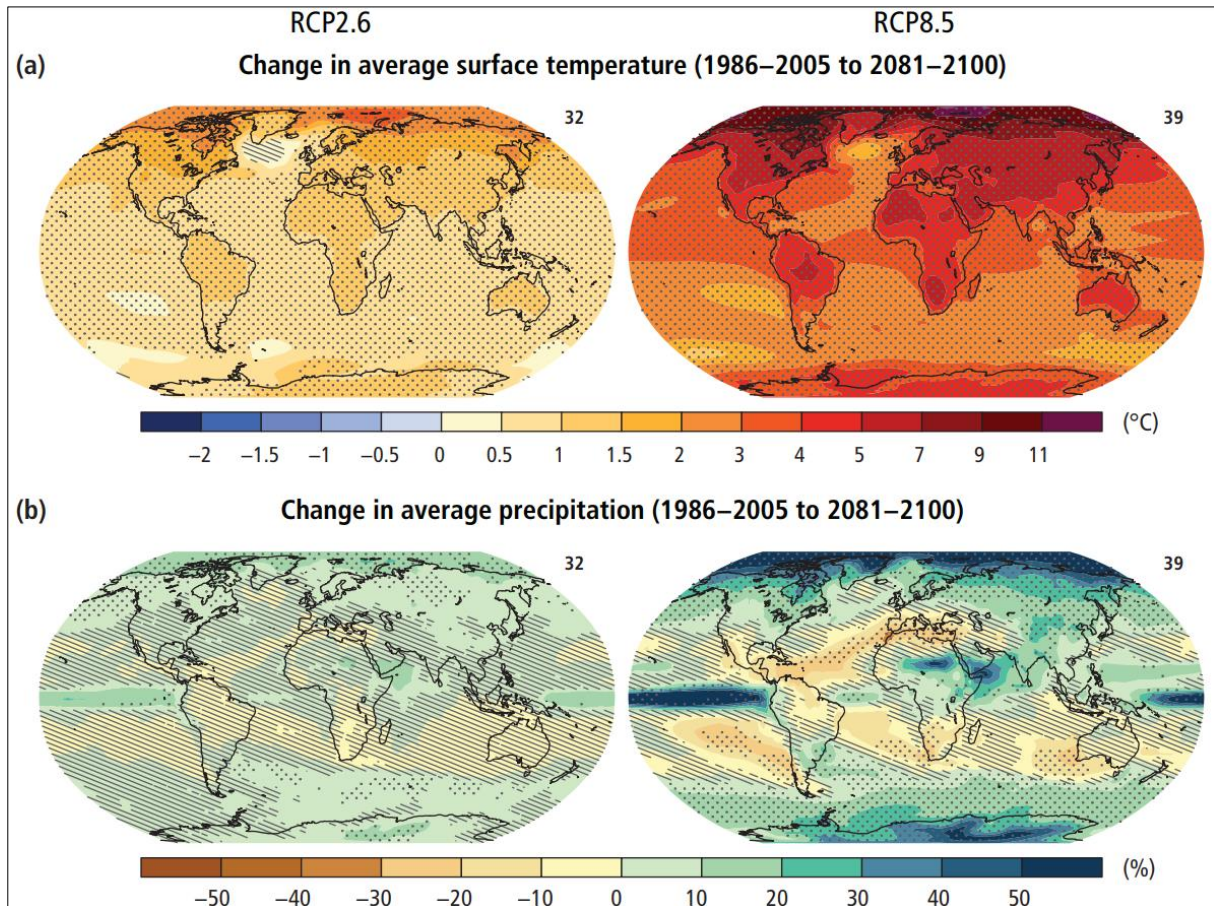 RCP2.6 RCP8.5
(a) Change in average surface temperature (1986–2005 to 2081–2100)
32 39
(°C)
−2 −1.5 −1 −0.5 0 0.5 1 1.5 2 3 4 5 7 9 11
(b) Change in average precipitation (1986–2005 to 2081–2100)
32 39
(%)
−50 −40 −30 −20 −10 0 10 20 30 40 50